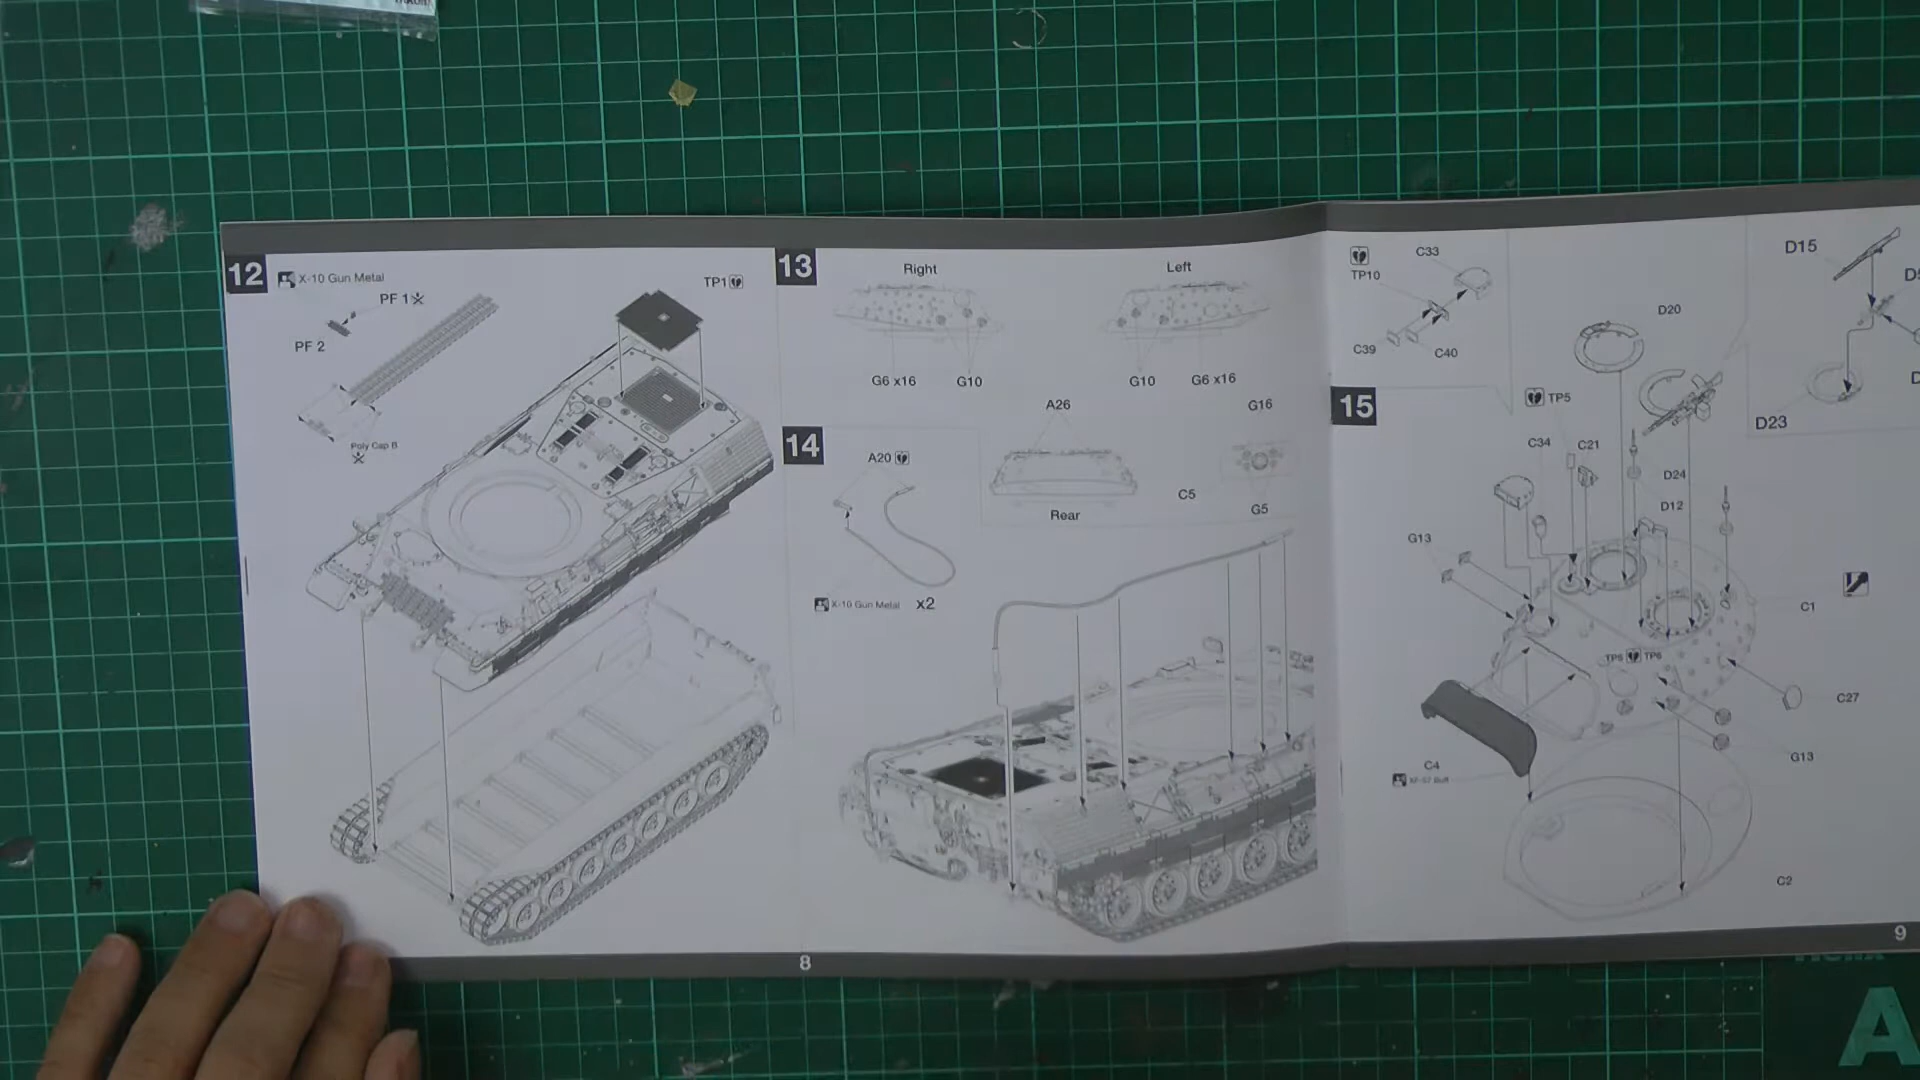 12
X-10 Gun Metal
PF 1
PF 2
Poly Cap B
TP1
13
Right
Left
G6 x16
G10
G10
G6 x16
14
A20
X-10 Gun Metal x2
A26
Rear
G16
C5
G5
8
TP10
C33
C39
C40
15
TP5
C34
C21
D20
D24
D12
G13
C1
TP5
TP6
C27
G13
C4
C2
D15
D23
9
A